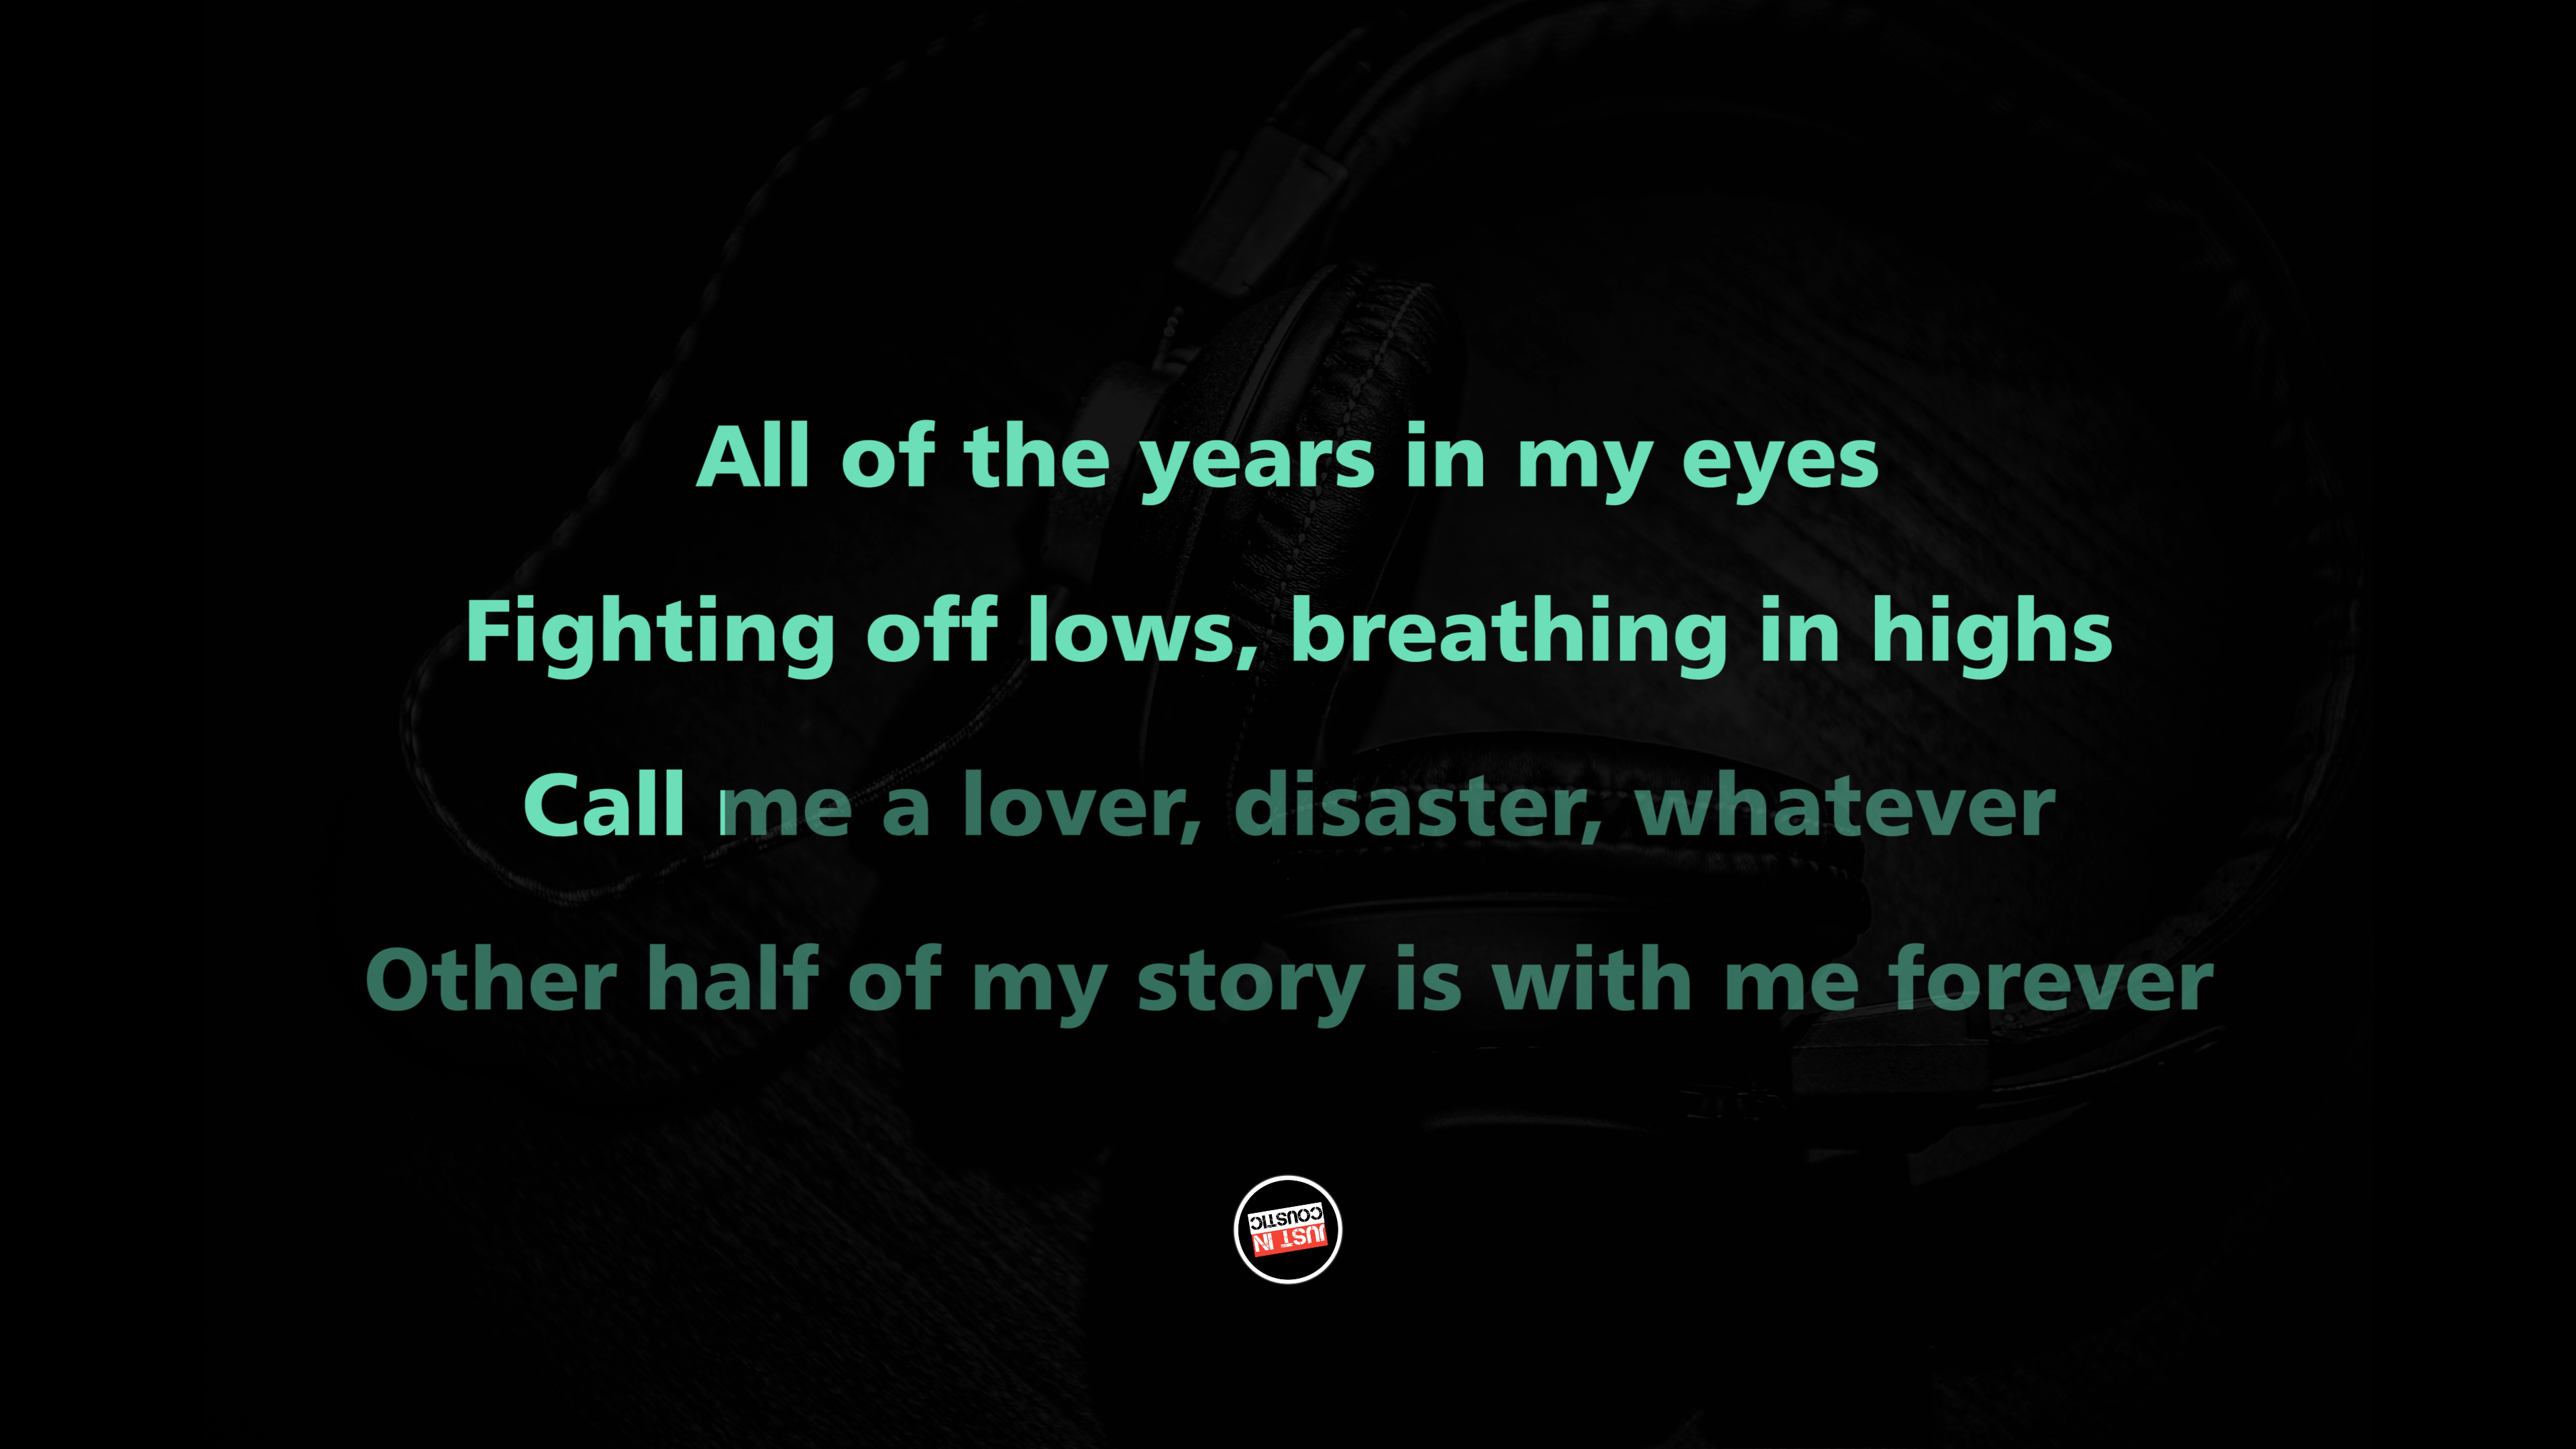 All of the years in my eyes
Fighting off lows, breathing in highs
Call me a lover, disaster, whatever
Other half of my story is with me forever
JUST IN
COUSTIC